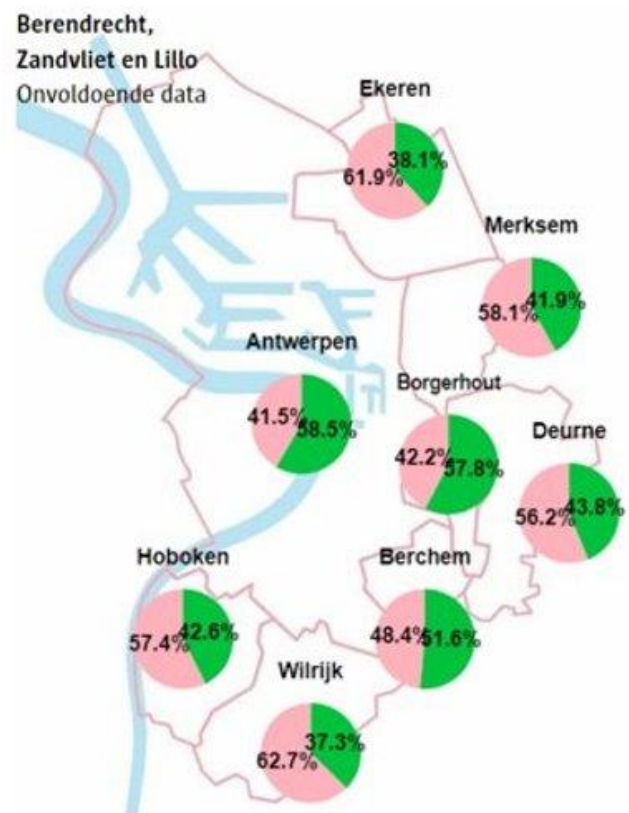 Berendrecht,
Zandvliet en Lillo
Onvoldoende data
Ekeren
38.1%
61.9%
Merksem
41.9%
58.1%
Antwerpen
41.5%
58.5%
Borgerhout
42.2%
57.8%
Deurne
43.8%
56.2%
Hoboken
42.6%
57.4%
Berchem
48.4%
51.6%
Wilrijk
37.3%
62.7%